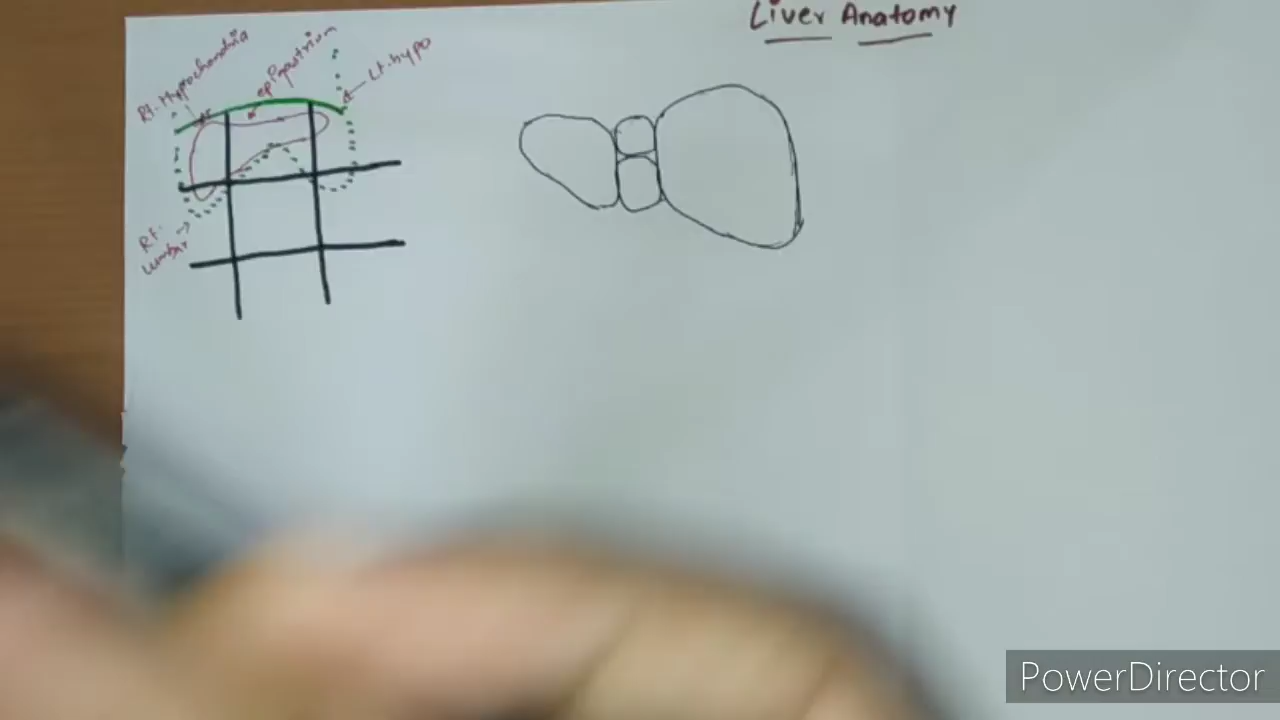 Liver Anatomy
Rt. Hypochondria
epigastrium
Lt. hypo
Rt.
lumbar
PowerDirector